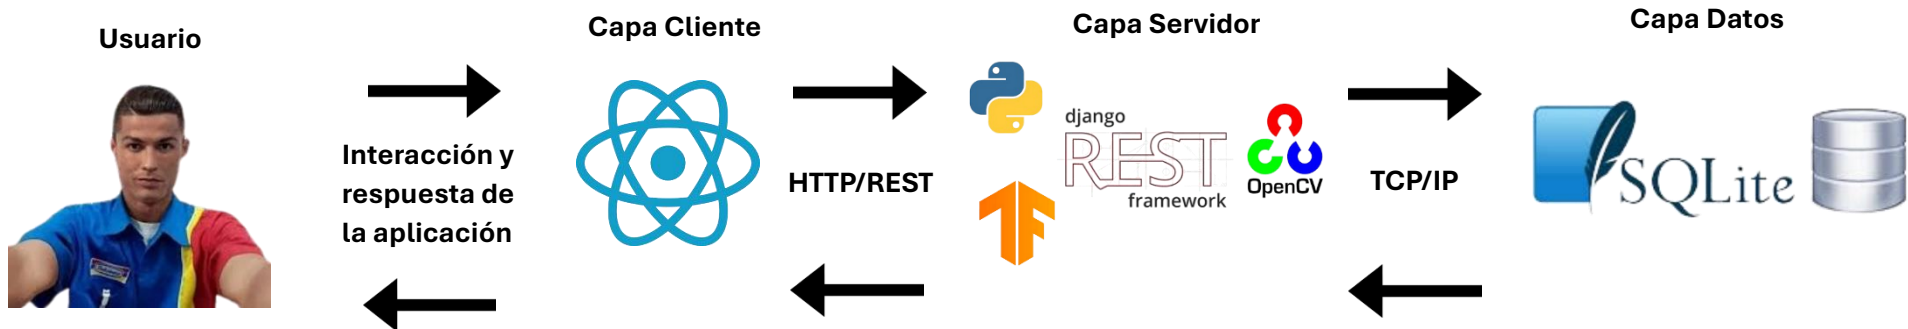 Usuario
Interacción y
respuesta de
la aplicación
Capa Cliente
HTTP/REST
Capa Servidor
django
REST
framework
OpenCV
TCP/IP
Capa Datos
SQLite